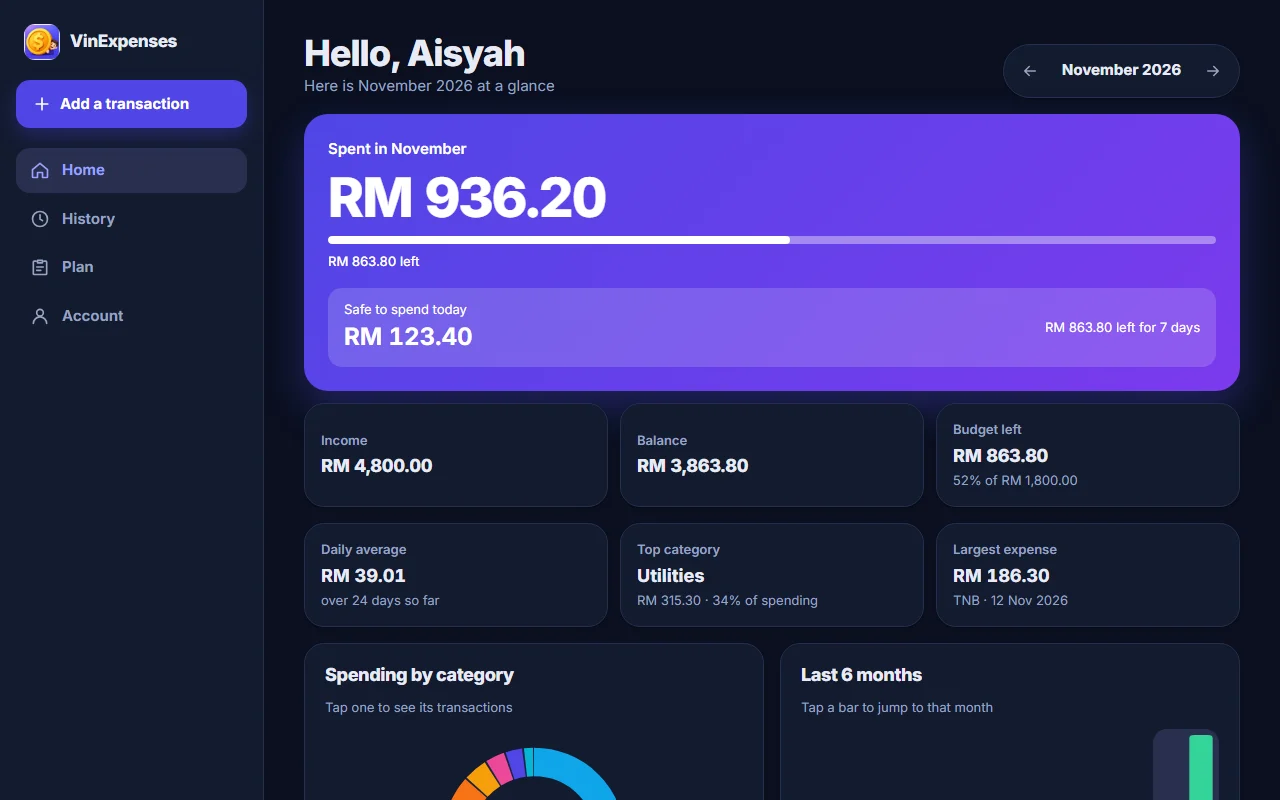 VinExpenses
Add a transaction
Home
History
Plan
Account
Hello, Aisyah
Here is November 2026 at a glance
November 2026
Spent in November
RM 936.20
RM 863.80 left
Safe to spend today
RM 123.40
RM 863.80 left for 7 days
Income
RM 4,800.00
Balance
RM 3,863.80
Budget left
RM 863.80
52% of RM 1,800.00
Daily average
RM 39.01
over 24 days so far
Top category
Utilities
RM 315.30 · 34% of spending
Largest expense
RM 186.30
TNB · 12 Nov 2026
Spending by category
Tap one to see its transactions
Last 6 months
Tap a bar to jump to that month